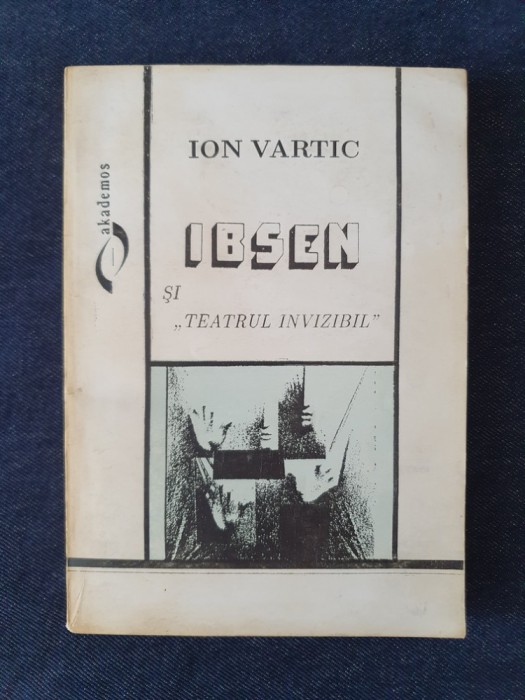 akademos
ION VARTIC
IBSEN
ŞI
„TEATRUL INVIZIBIL”